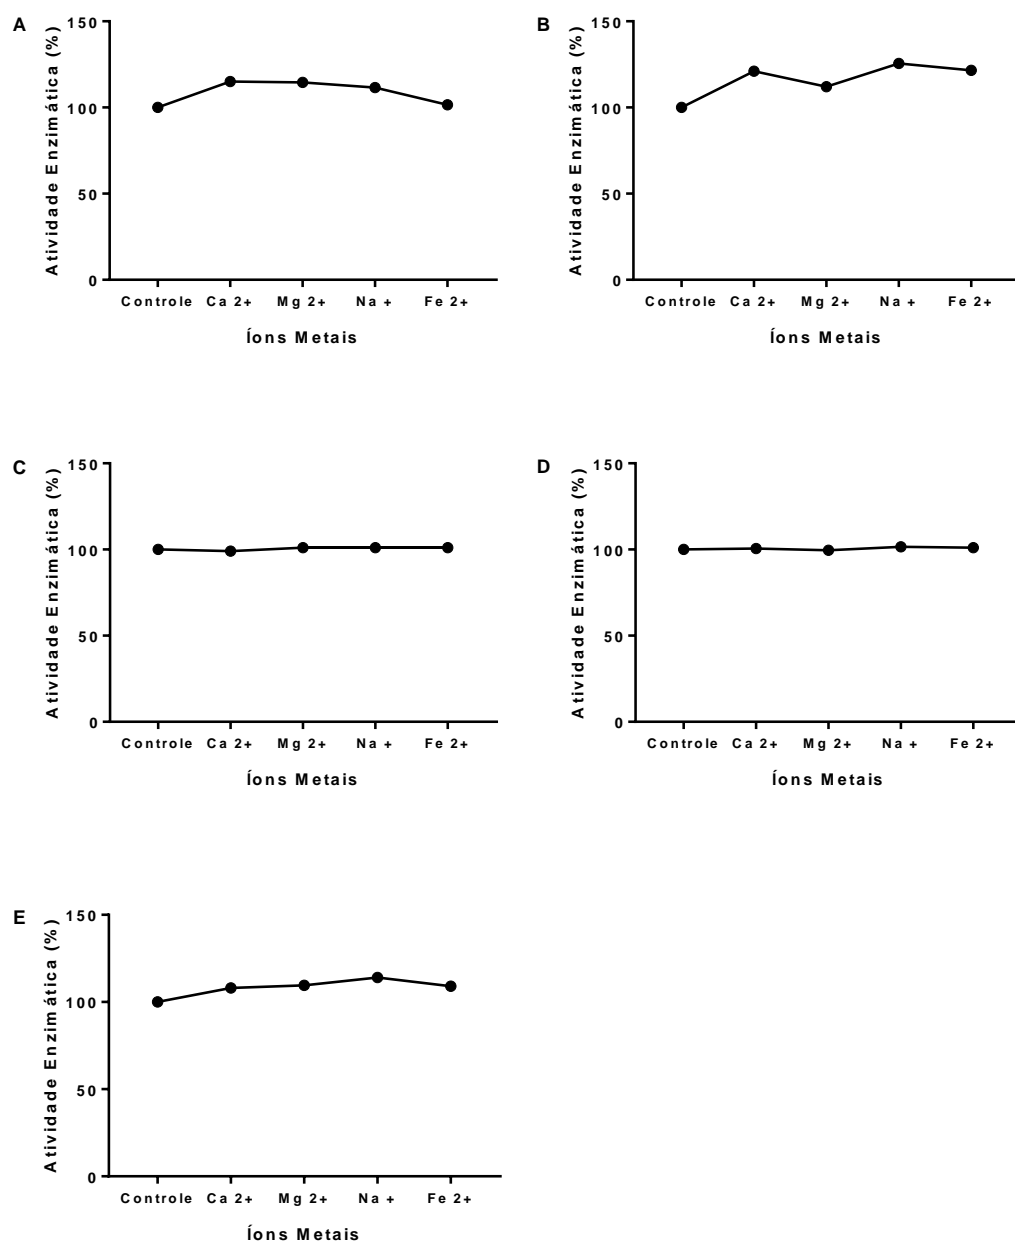 A
150
100
50
0
Atividade Enzimática (%)
Controle Ca 2+ Mg 2+ Na + Fe 2+
Íons Metais
B
150
100
50
0
Atividade Enzimática (%)
Controle Ca 2+ Mg 2+ Na + Fe 2+
Íons Metais
C
150
100
50
0
Atividade Enzimática (%)
Controle Ca 2+ Mg 2+ Na + Fe 2+
Íons Metais
D
150
100
50
0
Atividade Enzimática (%)
Controle Ca 2+ Mg 2+ Na + Fe 2+
Íons Metais
E
150
100
50
0
Atividade Enzimática (%)
Controle Ca 2+ Mg 2+ Na + Fe 2+
Íons Metais